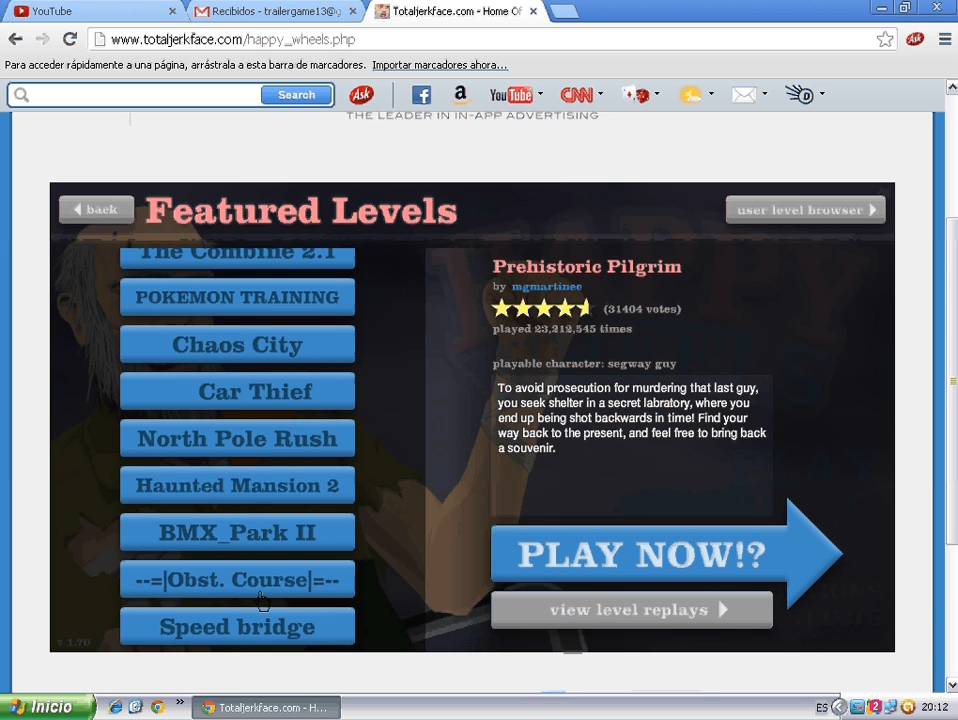 YouTube
Recibidos - trailergame13@g
Totaljerkface.com - Home Of
www.totaljerkface.com/happy_wheels.php
Para acceder rápidamente a una página, arrástrala a esta barra de marcadores. Importar marcadores ahora...
Search
Ask
a
YouTube
CNN
THE LEADER IN IN-APP ADVERTISING
back
Featured Levels
user level browser
The Combine 2.1
POKEMON TRAINING
Chaos City
Car Thief
North Pole Rush
Haunted Mansion 2
BMX_Park II
--=|Obst. Course|=--
Speed bridge
v 1.70
Prehistoric Pilgrim
by mgmartinec
(31404 votes)
played 23,212,545 times
playable character: segway guy
To avoid prosecution for murdering that last guy,
you seek shelter in a secret labratory, where you
end up being shot backwards in time! Find your
way back to the present, and feel free to bring back
a souvenir.
PLAY NOW!?
view level replays
Inicio
Totaljerkface.com - H...
ES
20:12